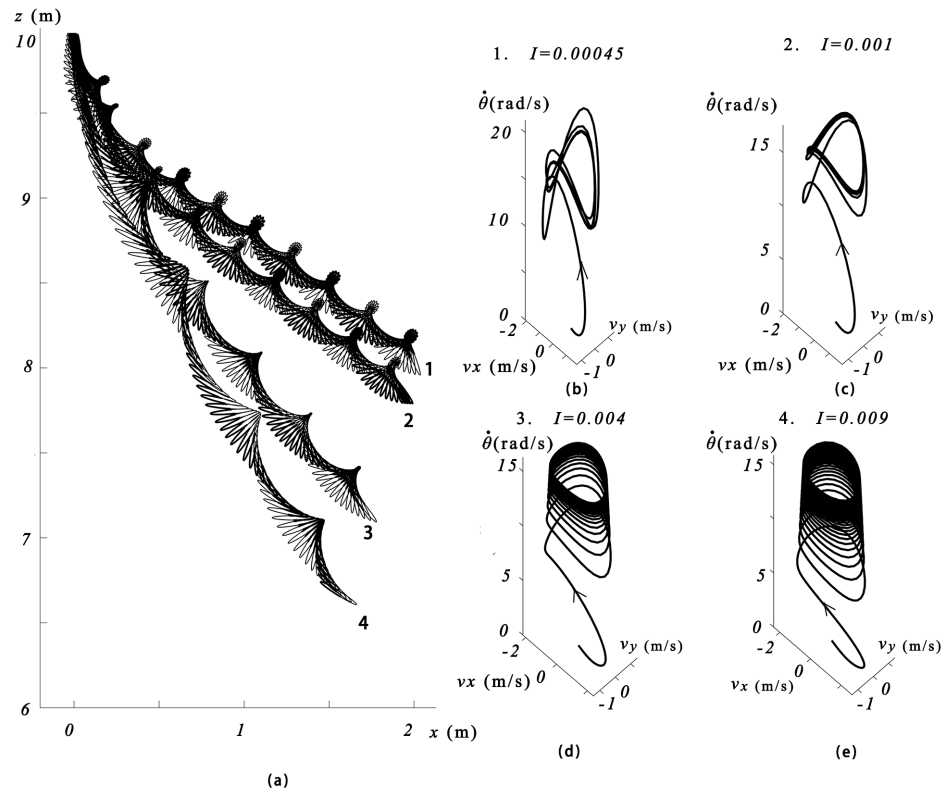 z (m)
10
9
8
7
6
0
1
2
x (m)
1
2
3
4
(a)
1. I=0.00045
θ̇(rad/s)
20
10
0
-2
0
vx (m/s)
-1
0
vy (m/s)
(b)
2. I=0.001
θ̇(rad/s)
15
5
0
-2
0
vx (m/s)
-1
0
vy (m/s)
(c)
3. I=0.004
θ̇(rad/s)
15
5
0
-2
0
vx (m/s)
-1
0
vy (m/s)
(d)
4. I=0.009
θ̇(rad/s)
15
5
0
-2
0
vx (m/s)
-1
0
vy (m/s)
(e)